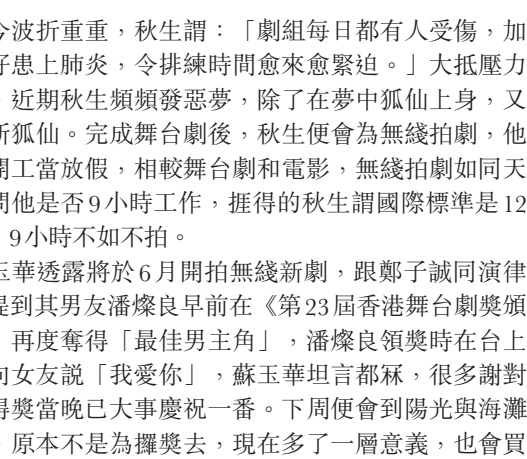 今波折重重，秋生謂：「劇組每日都有人受傷，加
仔患上肺炎，令排練時間愈來愈緊迫。」大抵壓力
，近期秋生頻頻發惡夢，除了在夢中狐仙上身，又
新狐仙。完成舞台劇後，秋生便會為無綫拍劇，他
開工當放假，相較舞台劇和電影，無綫拍劇如同天
問他是否9小時工作，捱得的秋生謂國際標準是12
，9小時不如不拍。
玉華透露將於6月開拍無綫新劇，跟鄭子誠同演律
提到其男友潘燦良早前在《第23屆香港舞台劇獎頒
，再度奪得「最佳男主角」，潘燦良領獎時在台上
向女友説「我愛你」，蘇玉華坦言都冧，很多謝對
得獎當晚已大事慶祝一番。下周便會到陽光與海灘
，原本不是為攞獎去，現在多了一層意義，也會買